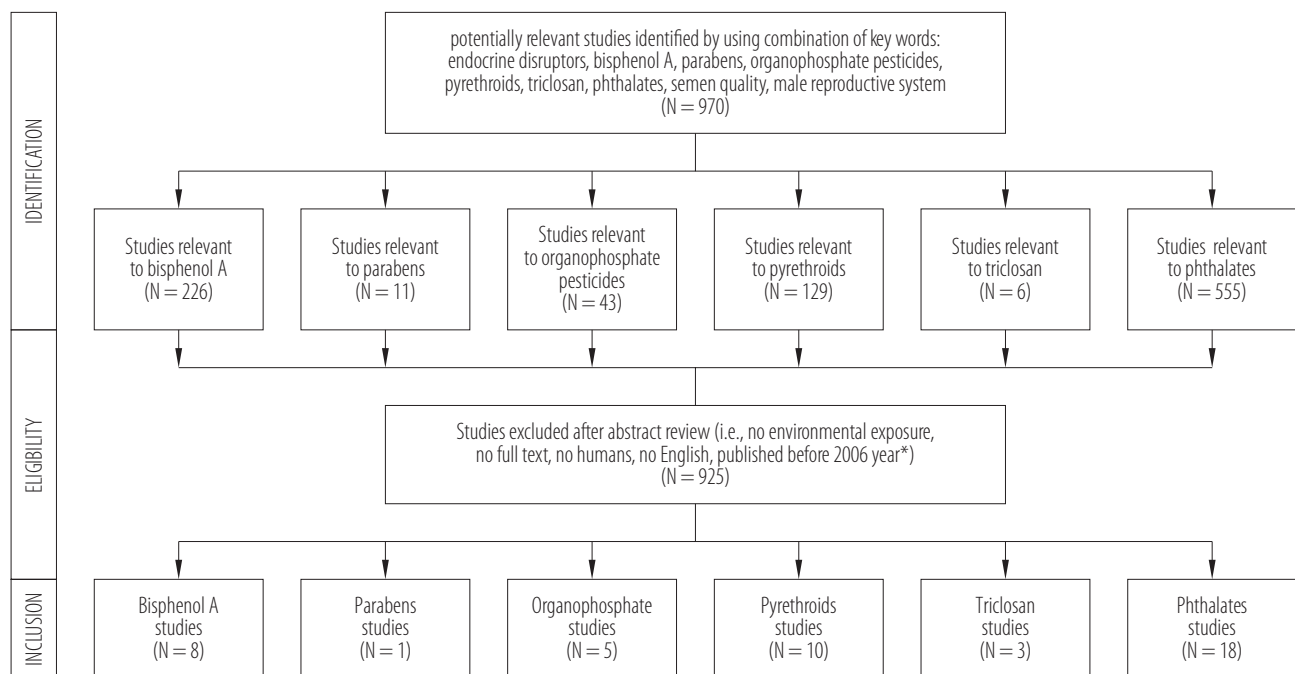 IDENTIFICATION
potentially relevant studies identified by using combination of key words:
endocrine disruptors, bisphenol A, parabens, organophosphate pesticides,
pyrethroids, triclosan, phthalates, semen quality, male reproductive system
(N = 970)
Studies relevant
to bisphenol A
(N = 226)
Studies relevant
to parabens
(N = 11)
Studies relevant
to organophosphate
pesticides
(N = 43)
Studies relevant
to pyrethroids
(N = 129)
Studies relevant
to triclosan
(N = 6)
Studies relevant
to phthalates
(N = 555)
ELIGIBILITY
Studies excluded after abstract review (i.e., no environmental exposure,
no full text, no humans, no English, published before 2006 year*)
(N = 925)
INCLUSION
Bisphenol A
studies
(N = 8)
Parabens
studies
(N = 1)
Organophosphate
studies
(N = 5)
Pyrethroids
studies
(N = 10)
Triclosan
studies
(N = 3)
Phthalates
studies
(N = 18)